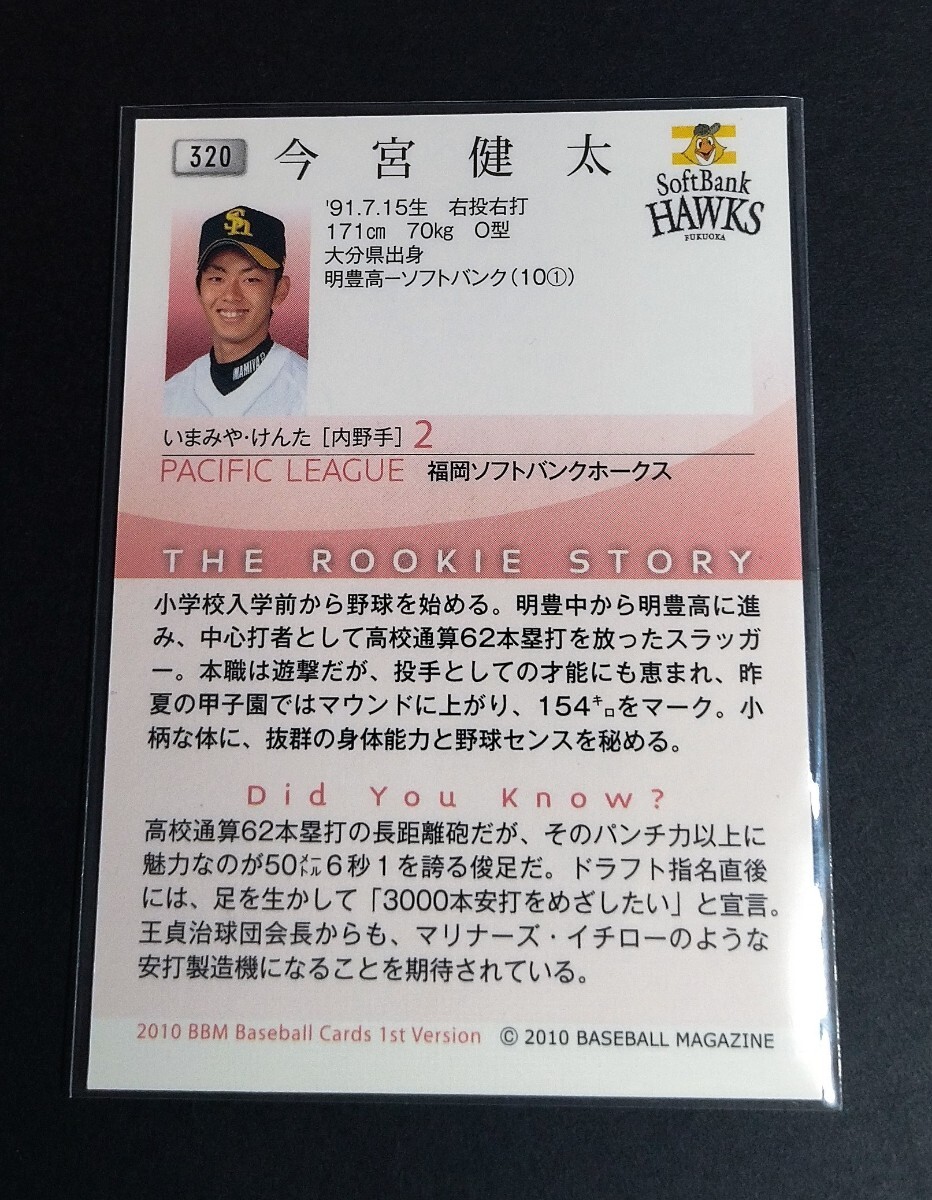 320 今宮健太
SoftBank
HAWKS
FUKUOKA
'91.7.15生 右投右打
171cm 70kg O型
大分県出身
明豊高ーソフトバンク(10①)
Sh
IMAMIYA
いまみや・けんた [内野手] 2
PACIFIC LEAGUE 福岡ソフトバンクホークス
THE ROOKIE STORY
小学校入学前から野球を始める。明豊中から明豊高に進
み、中心打者として高校通算62本塁打を放ったスラッガ
ー。本職は遊撃だが、投手としての才能にも恵まれ、昨
夏の甲子園ではマウンドに上がり、154㌔をマーク。小
柄な体に、抜群の身体能力と野球センスを秘める。
Did You Know?
高校通算62本塁打の長距離砲だが、そのパンチ力以上に
魅力なのが50㍍6秒1を誇る俊足だ。ドラフト指名直後
には、足を生かして「3000本安打をめざしたい」と宣言。
王貞治球団会長からも、マリナーズ・イチローのような
安打製造機になることを期待されている。
2010 BBM Baseball Cards 1st Version © 2010 BASEBALL MAGAZINE